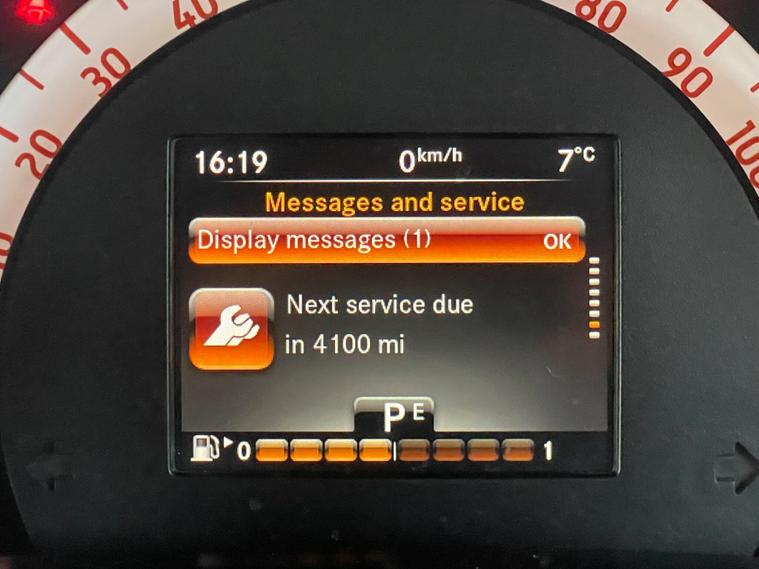 40
80
30
90
20
100
16:19 0km/h 7°C
Messages and service
Display messages (1) OK
Next service due
in 4100 mi
P E
0 1